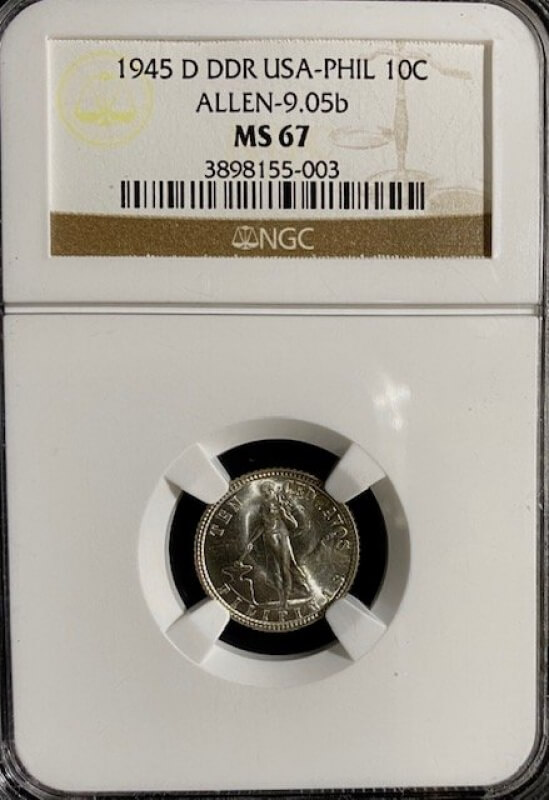 1945 D DDR USA-PHIL 10C
ALLEN-9.05b
MS 67
3898155-003
NGC
TEN CENTAVOS
FILIPINAS